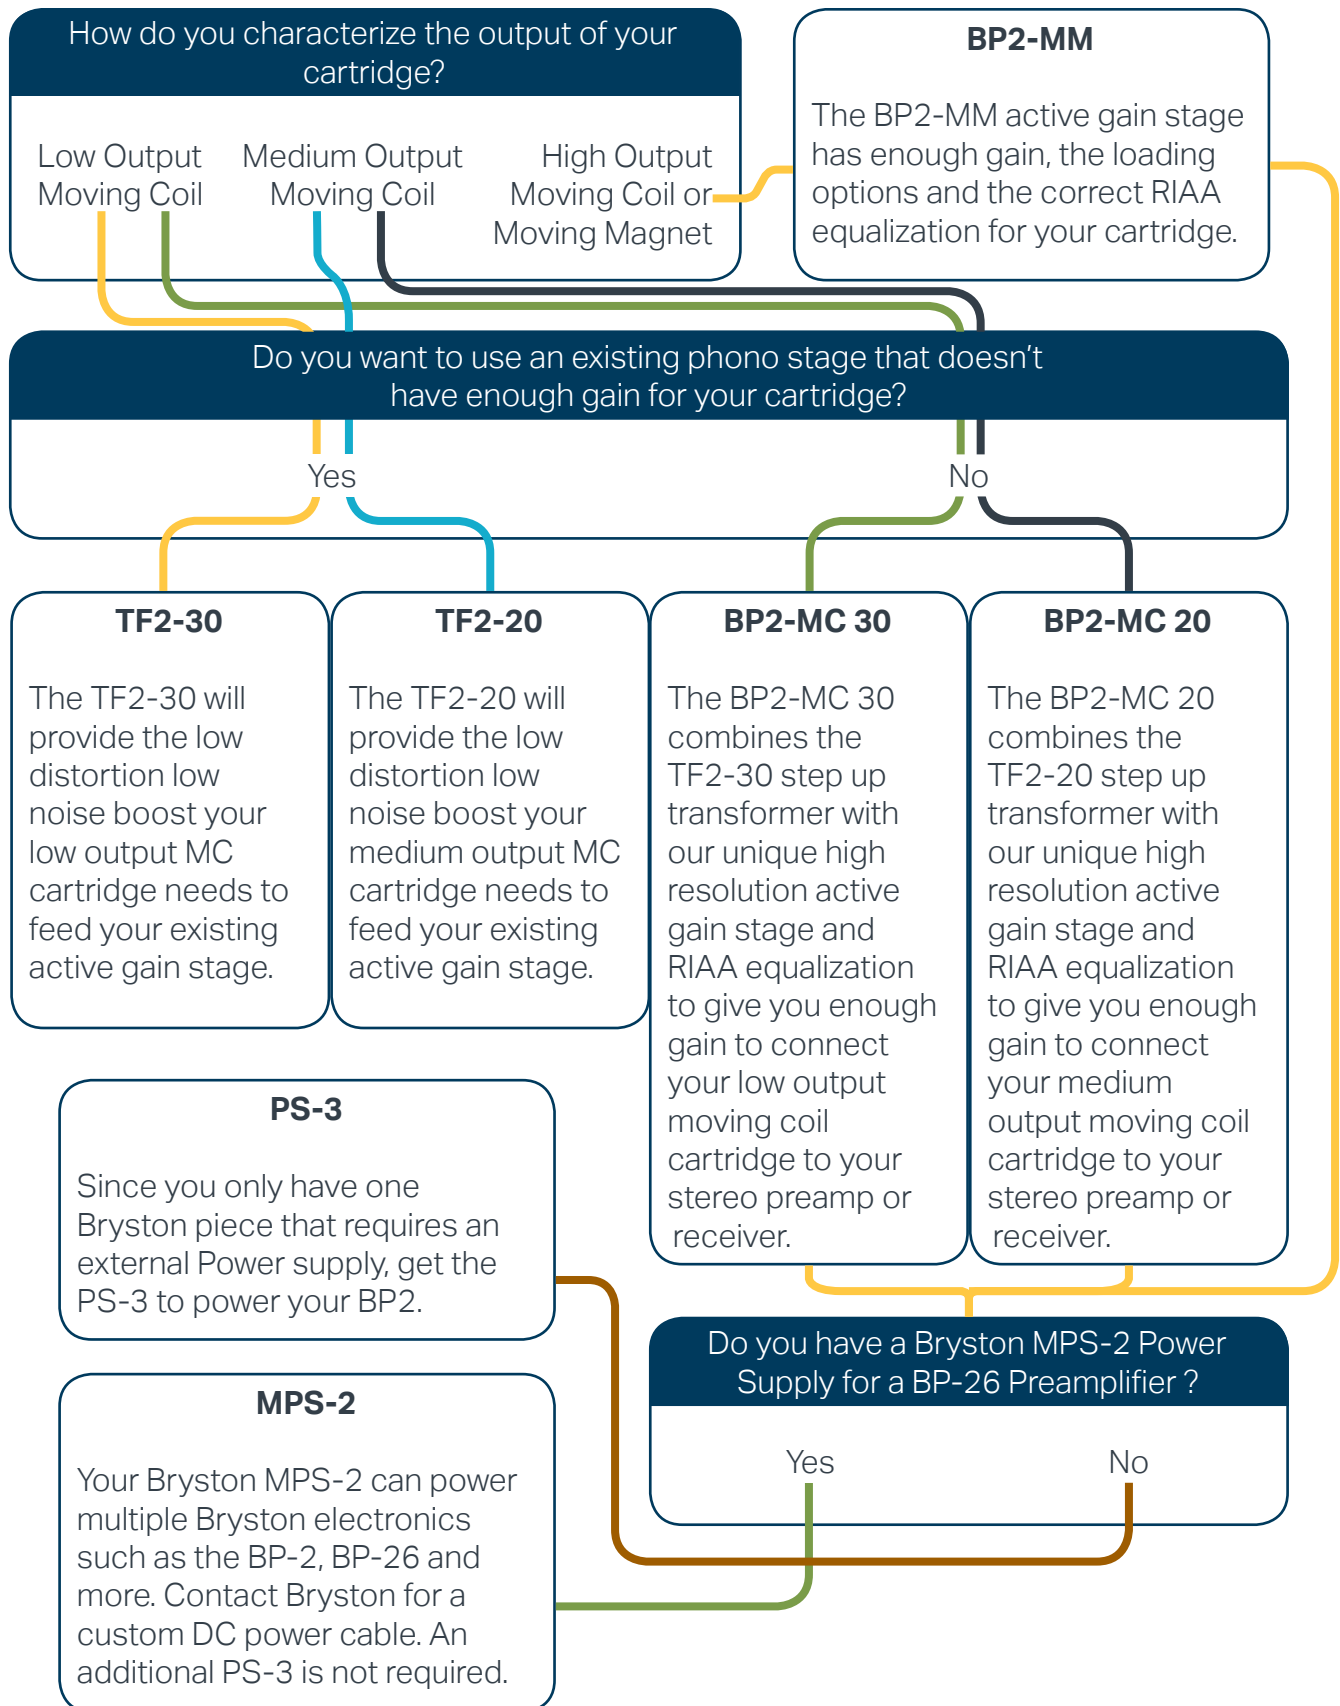 How do you characterize the output of your
cartridge?
Low Output
Moving Coil
Medium Output
Moving Coil
High Output
Moving Coil or
Moving Magnet
BP2-MM
The BP2-MM active gain stage
has enough gain, the loading
options and the correct RIAA
equalization for your cartridge.
Do you want to use an existing phono stage that doesn't
have enough gain for your cartridge?
Yes
No
TF2-30
The TF2-30 will
provide the low
distortion low
noise boost your
low output MC
cartridge needs to
feed your existing
active gain stage.
TF2-20
The TF2-20 will
provide the low
distortion low
noise boost your
medium output MC
cartridge needs to
feed your existing
active gain stage.
BP2-MC 30
The BP2-MC 30
combines the
TF2-30 step up
transformer with
our unique high
resolution active
gain stage and
RIAA equalization
to give you enough
gain to connect
your low output
moving coil
cartridge to your
stereo preamp or
receiver.
BP2-MC 20
The BP2-MC 20
combines the
TF2-20 step up
transformer with
our unique high
resolution active
gain stage and
RIAA equalization
to give you enough
gain to connect
your medium
output moving coil
cartridge to your
stereo preamp or
receiver.
PS-3
Since you only have one
Bryston piece that requires an
external Power supply, get the
PS-3 to power your BP2.
Do you have a Bryston MPS-2 Power
Supply for a BP-26 Preamplifier ?
Yes
No
MPS-2
Your Bryston MPS-2 can power
multiple Bryston electronics
such as the BP-2, BP-26 and
more. Contact Bryston for a
custom DC power cable. An
additional PS-3 is not required.